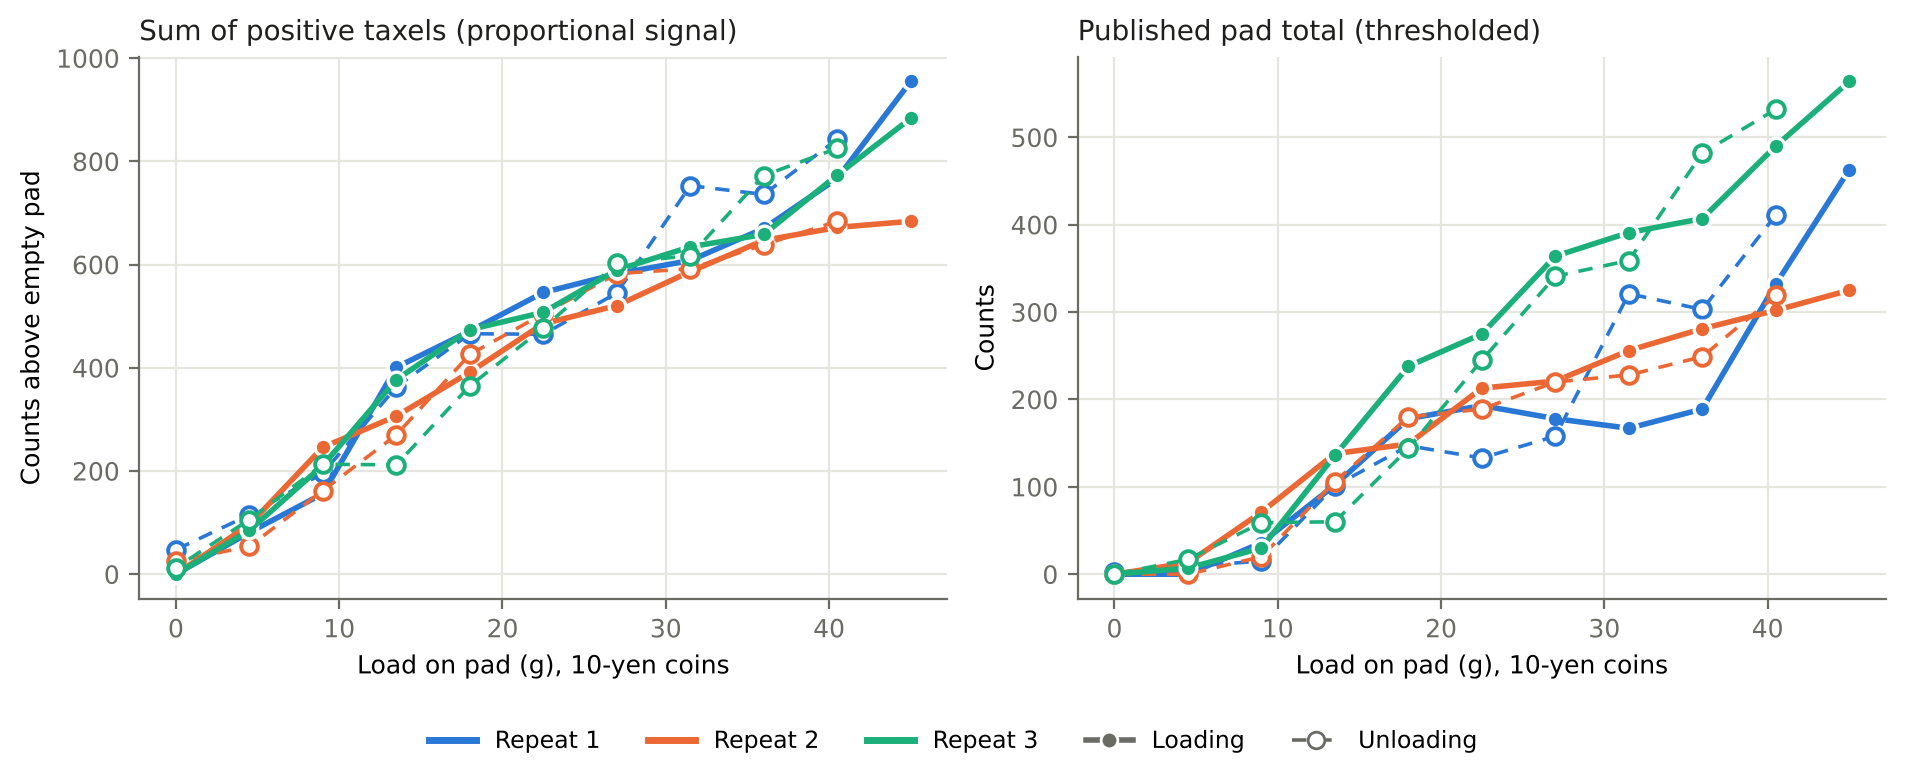 Sum of positive taxels (proportional signal)
Counts above empty pad
1000
800
600
400
200
0
0 10 20 30 40
Load on pad (g), 10-yen coins
Published pad total (thresholded)
Counts
500
400
300
200
100
0
0 10 20 30 40
Load on pad (g), 10-yen coins
Repeat 1 Repeat 2 Repeat 3 Loading Unloading